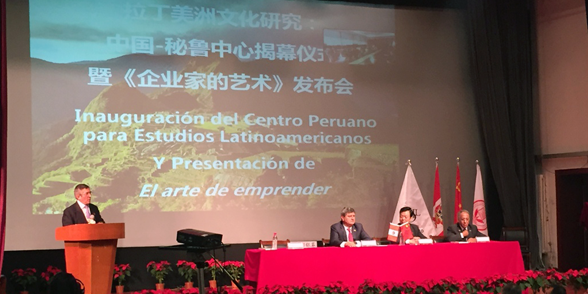 拉丁美洲文化研究：
中国-秘鲁中心揭幕仪式
暨《企业家的艺术》发布会
Inauguración del Centro Peruano
para Estudios Latinoamericanos
Y Presentación de
El arte de emprender